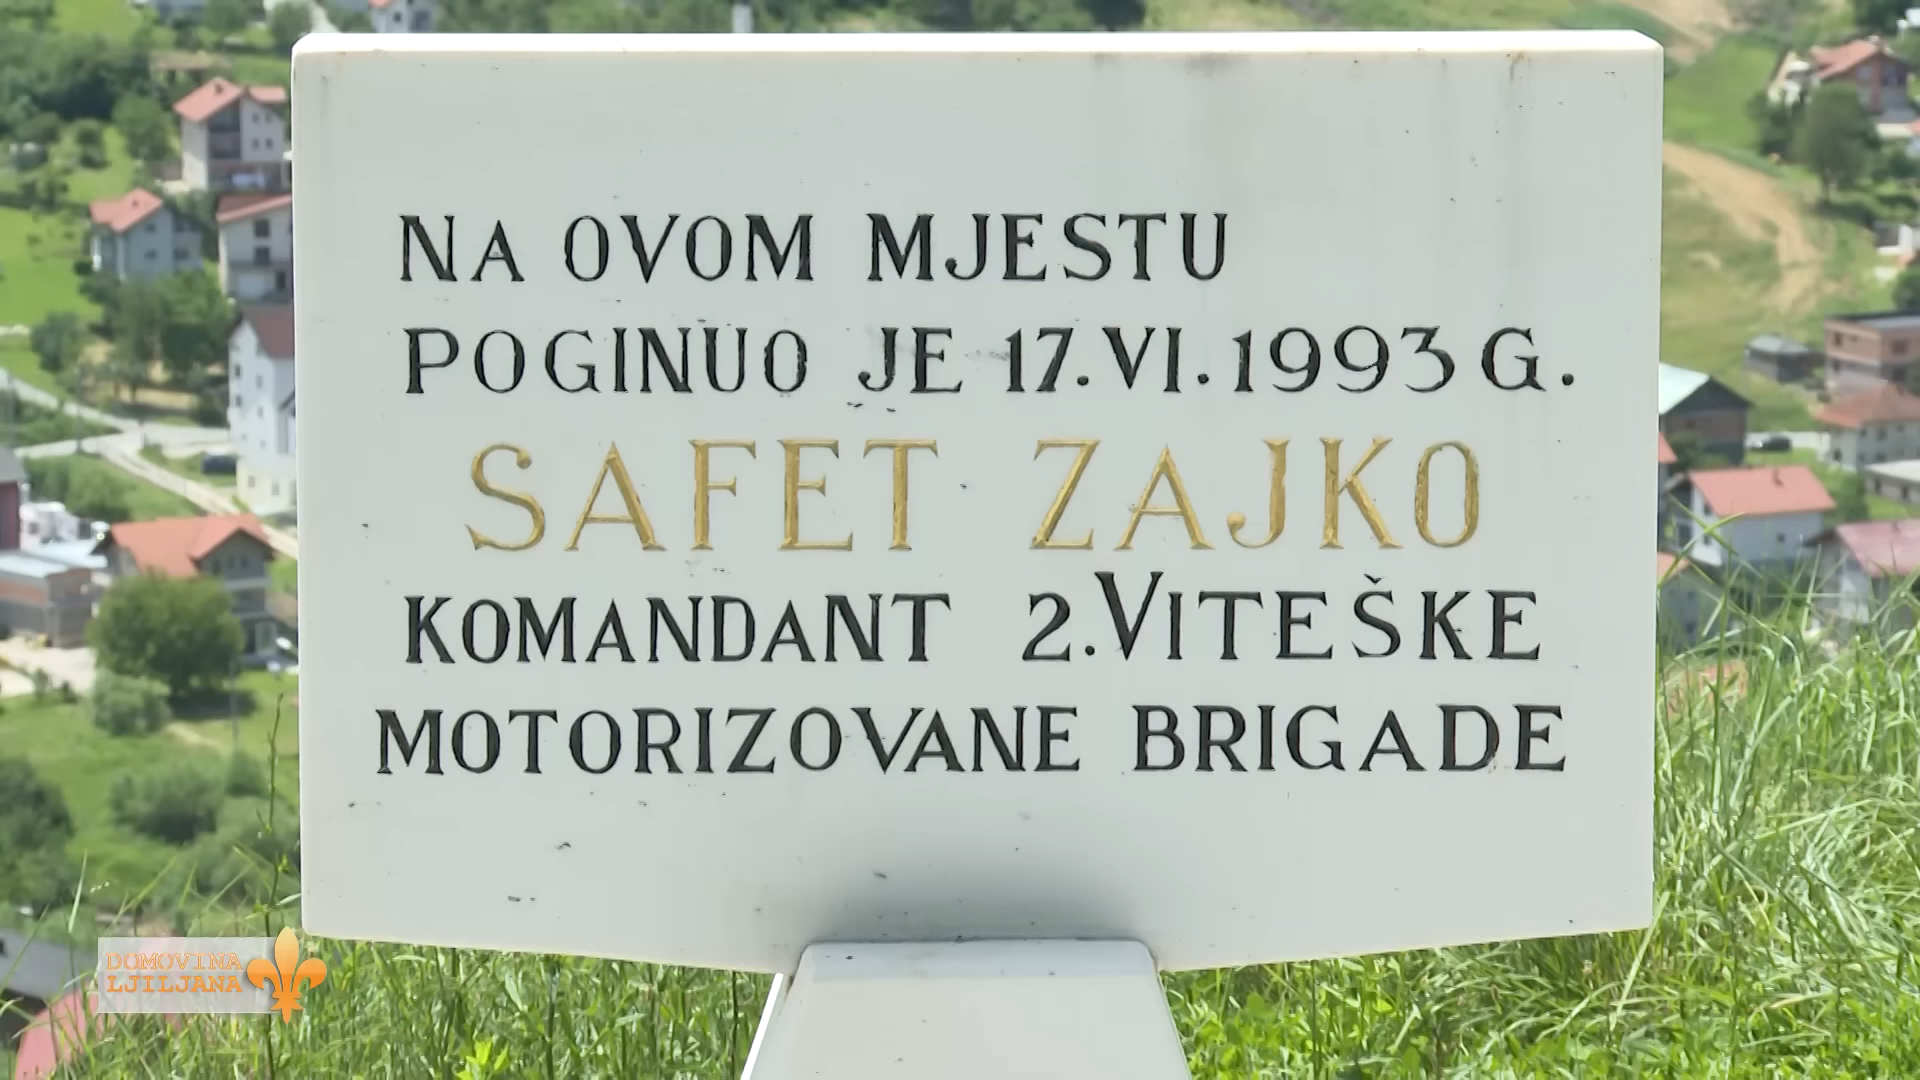 NA OVOM MJESTU
POGINUO JE 17.VI.1993 G.
SAFET ZAJKO
KOMANDANT 2.VITEŠKE
MOTORIZOVANE BRIGADE
DOMOVINA
LJILJANA